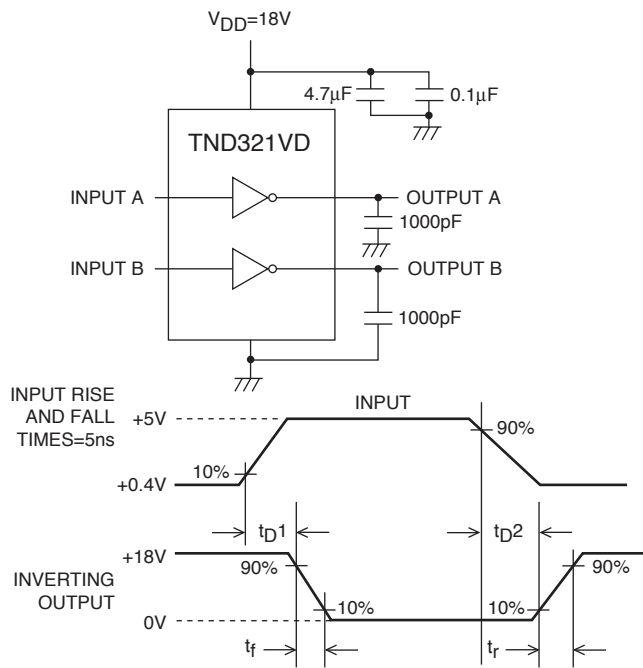 V_DD=18V
4.7μF
0.1μF
TND321VD
INPUT A
OUTPUT A
1000pF
INPUT B
OUTPUT B
1000pF
INPUT RISE
AND FALL
TIMES=5ns
+5V
INPUT
90%
10%
+0.4V
t_D1
t_D2
+18V
90%
90%
INVERTING
OUTPUT
10%
10%
0V
t_f
t_r